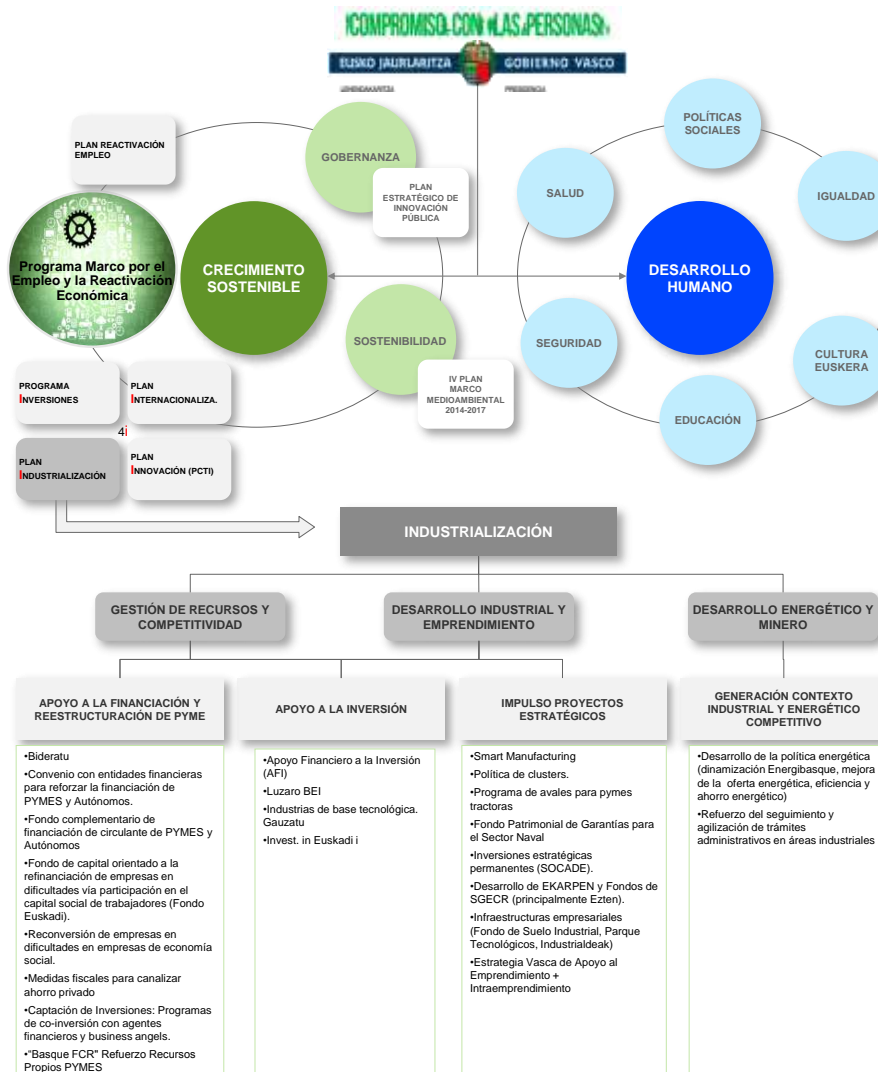 ¡COMPROMISO CON LAS PERSONAS!
EUSKO JAURLARITZA
GOBIERNO VASCO
LEHENDAKARITZA
PRESIDENCIA
PLAN REACTIVACIÓN
EMPLEO
GOBERNANZA
PLAN
ESTRATÉGICO DE
INNOVACIÓN
PÚBLICA
POLÍTICAS
SOCIALES
SALUD
IGUALDAD
Programa Marco por el
Empleo y la Reactivación
Económica
CRECIMIENTO
SOSTENIBLE
DESARROLLO
HUMANO
SOSTENIBILIDAD
SEGURIDAD
CULTURA
EUSKERA
IV PLAN
MARCO
MEDIOAMBIENTAL
2014-2017
EDUCACIÓN
PROGRAMA
INVERSIONES
PLAN
INTERNACIONALIZA.
4i
PLAN
INDUSTRIALIZACIÓN
PLAN
INNOVACIÓN (PCTI)
INDUSTRIALIZACIÓN
GESTIÓN DE RECURSOS Y
COMPETITIVIDAD
DESARROLLO INDUSTRIAL Y
EMPRENDIMIENTO
DESARROLLO ENERGÉTICO Y
MINERO
APOYO A LA FINANCIACIÓN Y
REESTRUCTURACIÓN DE PYME
APOYO A LA INVERSIÓN
IMPULSO PROYECTOS
ESTRATÉGICOS
GENERACIÓN CONTEXTO
INDUSTRIAL Y ENERGÉTICO
COMPETITIVO
•Bideratu
•Convenio con entidades financieras
para reforzar la financiación de
PYMES y Autónomos.
•Fondo complementario de
financiación de circulante de PYMES y
Autónomos
•Fondo de capital orientado a la
refinanciación de empresas en
dificultades vía participación en el
capital social de trabajadores (Fondo
Euskadi).
•Reconversión de empresas en
dificultades en empresas de economía
social.
•Medidas fiscales para canalizar
ahorro privado
•Captación de Inversiones: Programas
de co-inversión con agentes
financieros y business angels.
•"Basque FCR" Refuerzo Recursos
Propios PYMES
•Apoyo Financiero a la Inversión
(AFI)
•Luzaro BEI
•Industrias de base tecnológica.
Gauzatu
•Invest. in Euskadi i
•Smart Manufacturing
•Política de clusters.
•Programa de avales para pymes
tractoras
•Fondo Patrimonial de Garantías para
el Sector Naval
•Inversiones estratégicas
permanentes (SOCADE).
•Desarrollo de EKARPEN y Fondos de
SGECR (principalmente Ezten).
•Infraestructuras empresariales
(Fondo de Suelo Industrial, Parque
Tecnológicos, Industrialdeak)
•Estrategia Vasca de Apoyo al
Emprendimiento +
Intraemprendimiento
•Desarrollo de la política energética
(dinamización Energibasque, mejora
de la oferta energética, eficiencia y
ahorro energético)
•Refuerzo del seguimiento y
agilización de trámites
administrativos en áreas industriales